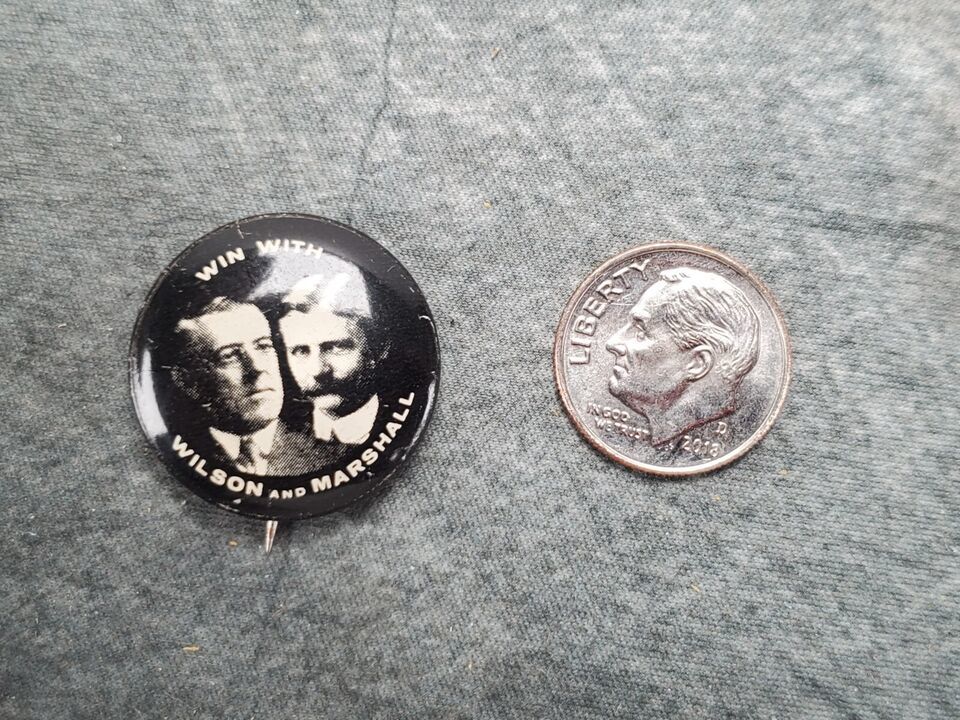 WIN WITH
WILSON AND MARSHALL
LIBERTY
IN GOD
WE TRUST
D
2018